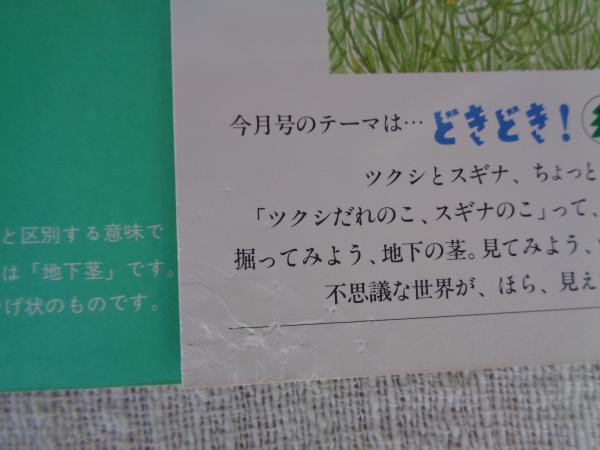 今月号のテーマは…どきどき！
ツクシとスギナ、ちょっと
「ツクシだれのこ、スギナのこ」って、
掘ってみよう、地下の茎。見てみよう、
不思議な世界が、ほら、見え
と区別する意味で
は「地下茎」です。
げ状のものです。